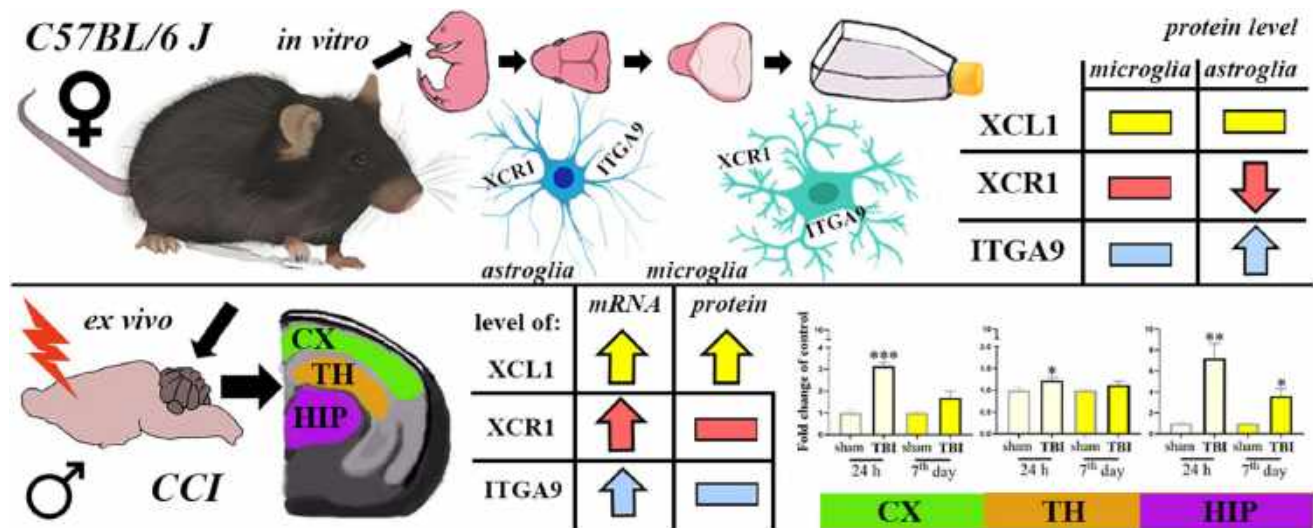 C57BL/6 J
in vitro
XCR1
ITGA9
XCR1
ITGA9
astroglia
microglia
protein level
microglia astroglia
XCL1
XCR1
ITGA9
ex vivo
CCI
CX
TH
HIP
level of: mRNA protein
XCL1
XCR1
ITGA9
Fold change of control
***
sham TBI sham TBI
24 h 7th day
*
sham TBI sham TBI
24 h 7th day
**
*
sham TBI sham TBI
24 h 7th day
CX TH HIP